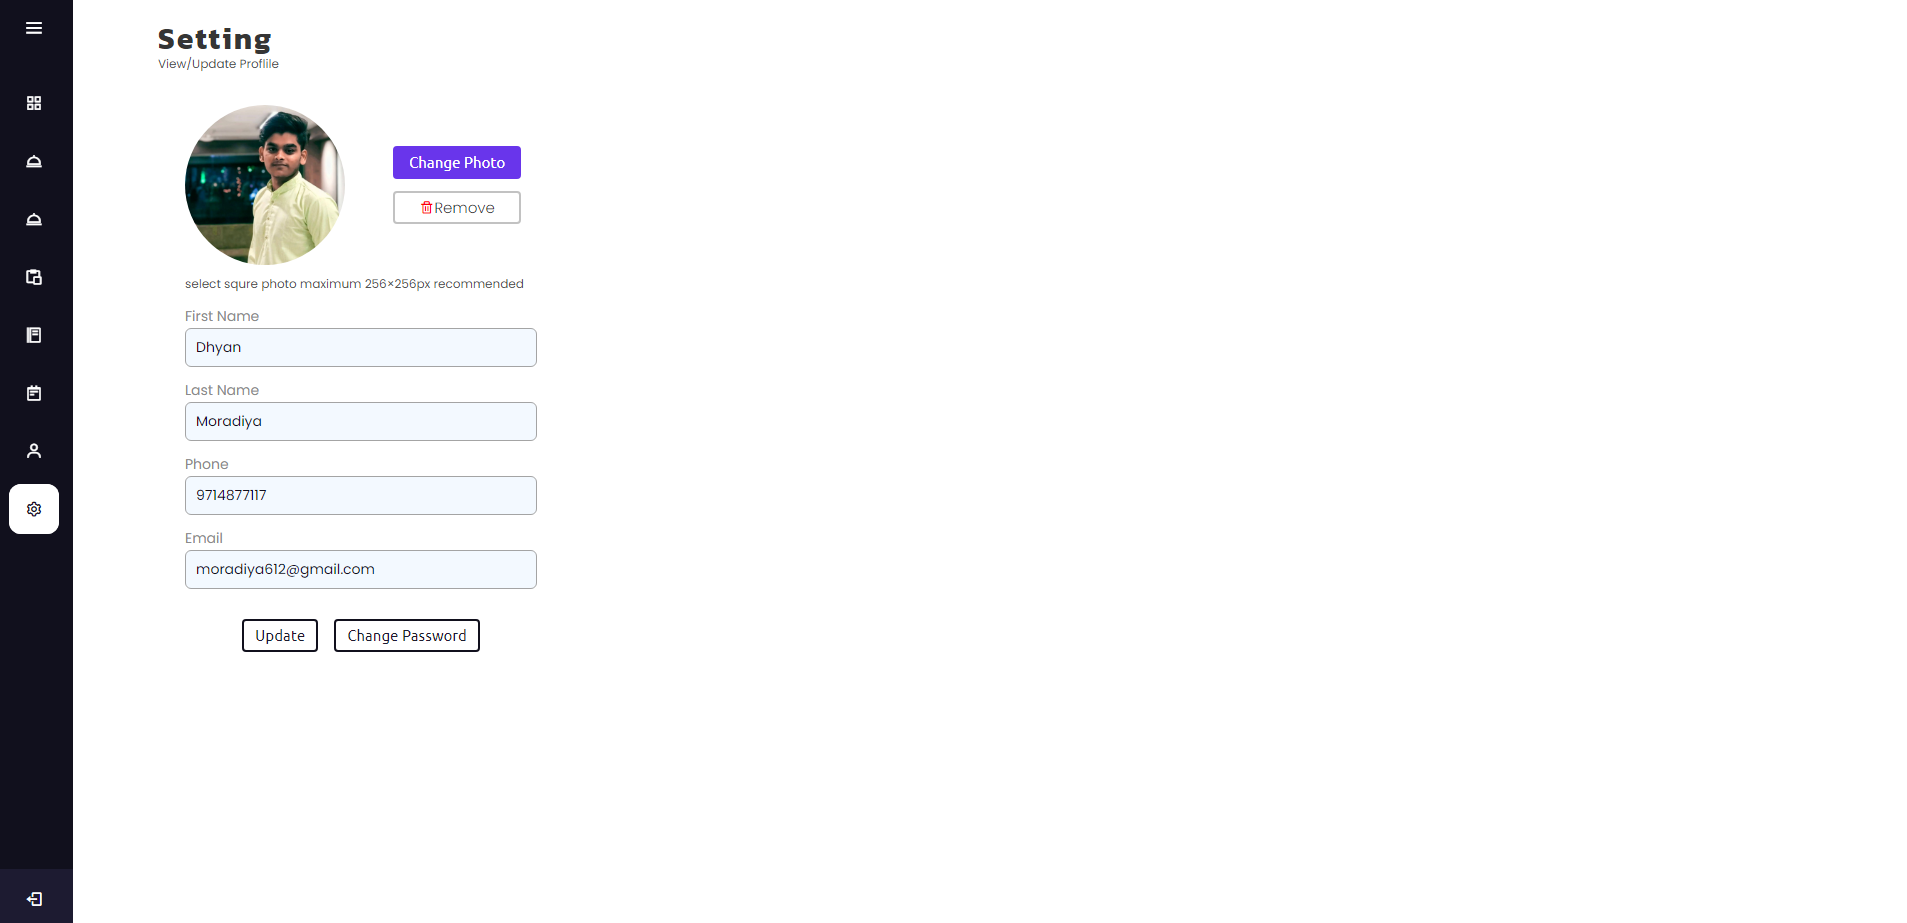 Setting
View/Update Proflile
Change Photo
Remove
select squre photo maximum 256×256px recommended
First Name
Dhyan
Last Name
Moradiya
Phone
9714877117
Email
moradiya612@gmail.com
Update
Change Password